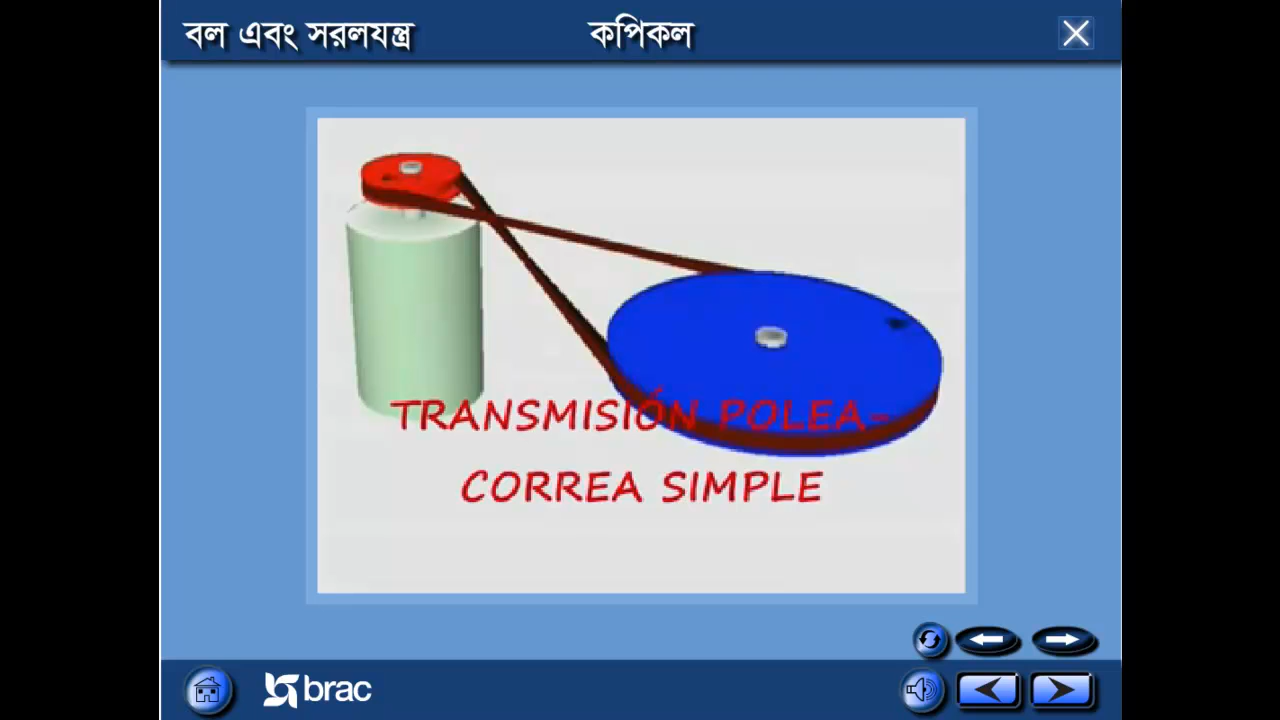 বল এবং সরলযন্ত্র
কপিকল
TRANSMISIÓN POLEA-
CORREA SIMPLE
brac